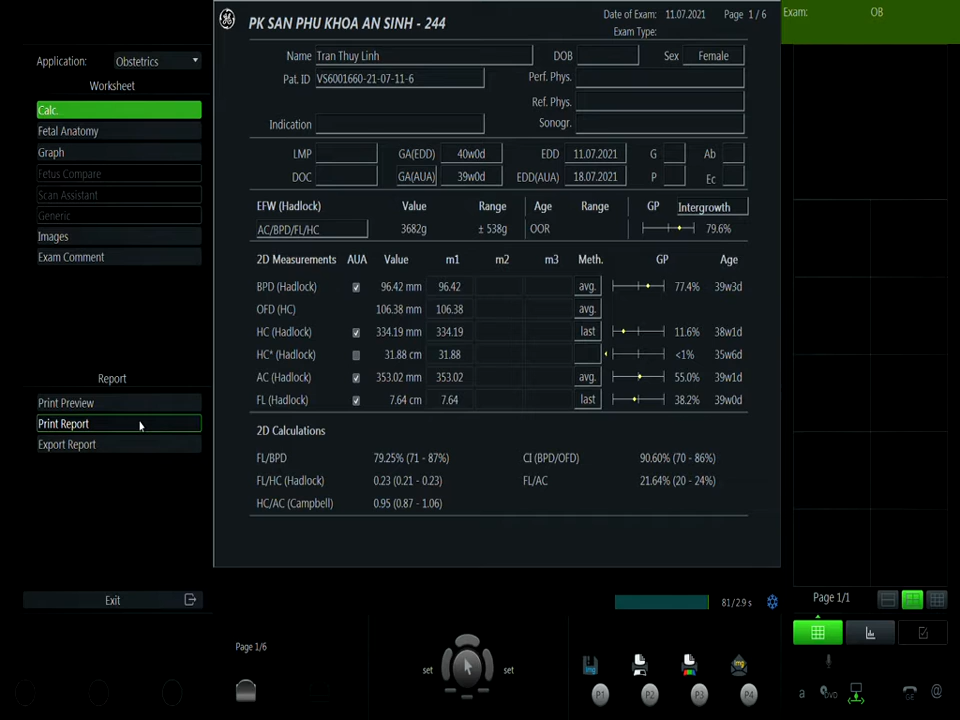 PK SAN PHU KHOA AN SINH - 244
Date of Exam: 11.07.2021 Page 1 / 6
Exam Type:
Exam: OB
Application: Obstetrics
Worksheet
Calc.
Fetal Anatomy
Graph
Fetus Compare
Scan Assistant
Generic
Images
Exam Comment
Report
Print Preview
Print Report
Export Report
Exit
Name Tran Thuy Linh DOB Sex Female
Pat. ID VS6001660-21-07-11-6 Perf. Phys.
Ref. Phys.
Indication Sonogr.
LMP GA(EDD) 40w0d EDD 11.07.2021 G Ab
DOC GA(AUA) 39w0d EDD(AUA) 18.07.2021 P Ec
EFW (Hadlock) Value Range Age Range GP Intergrowth
AC/BPD/FL/HC 3682g ± 538g OOR 79.6%
2D Measurements AUA Value m1 m2 m3 Meth. GP Age
BPD (Hadlock) 96.42 mm 96.42 avg. 77.4% 39w3d
OFD (HC) 106.38 mm 106.38 avg.
HC (Hadlock) 334.19 mm 334.19 last 11.6% 38w1d
HC* (Hadlock) 31.88 cm 31.88 <1% 35w6d
AC (Hadlock) 353.02 mm 353.02 avg. 55.0% 39w1d
FL (Hadlock) 7.64 cm 7.64 last 38.2% 39w0d
2D Calculations
FL/BPD 79.25% (71 - 87%) CI (BPD/OFD) 90.60% (70 - 86%)
FL/HC (Hadlock) 0.23 (0.21 - 0.23) FL/AC 21.64% (20 - 24%)
HC/AC (Campbell) 0.95 (0.87 - 1.06)
81/2.9 s
Page 1/1
Page 1/6
set set
img
P1 P2 P3 P4
a DVD @